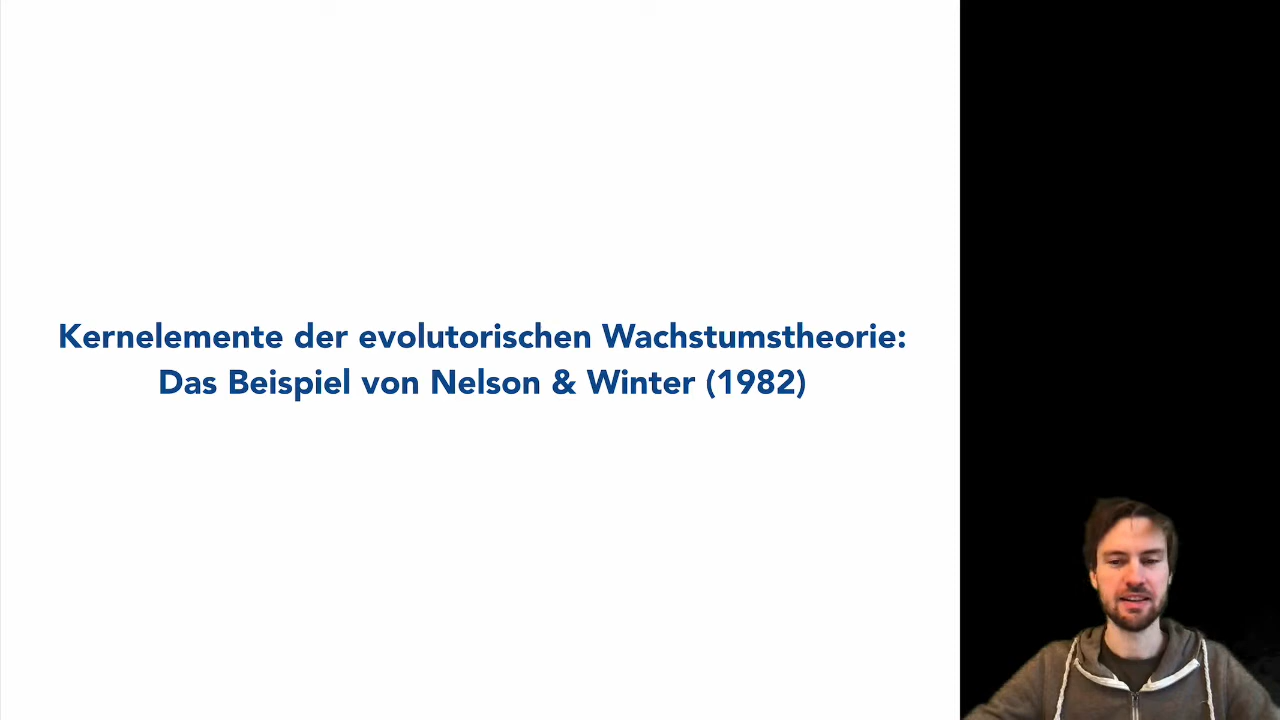 Kernelemente der evolutorischen Wachstumstheorie:
Das Beispiel von Nelson & Winter (1982)